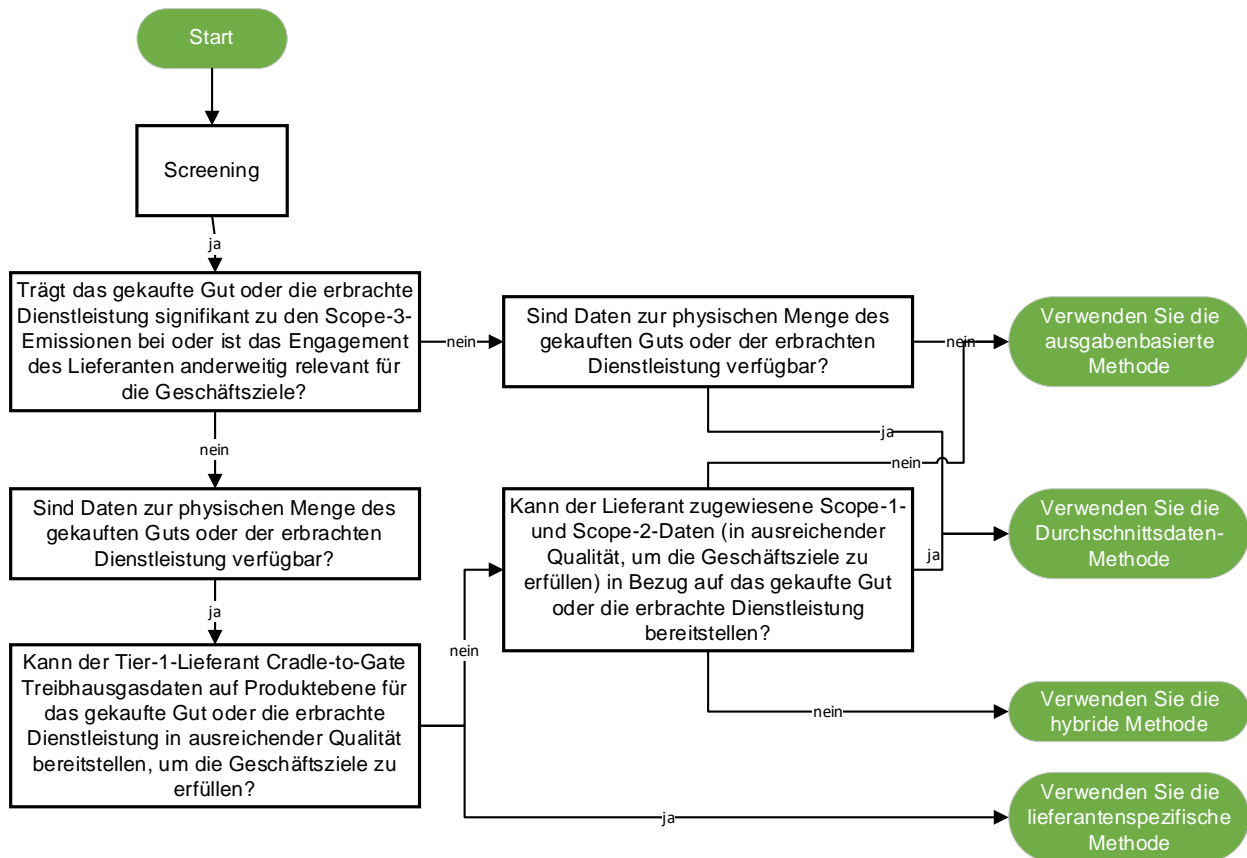 Start
Screening
ja
Trägt das gekaufte Gut oder die erbrachte
Dienstleistung signifikant zu den Scope-3-
Emissionen bei oder ist das Engagement
des Lieferanten anderweitig relevant für
die Geschäftsziele?
nein
Sind Daten zur physischen Menge des
gekauften Guts oder der erbrachten
Dienstleistung verfügbar?
nein
Verwenden Sie die
ausgabenbasierte
Methode
ja
nein
nein
Sind Daten zur physischen Menge des
gekauften Guts oder der erbrachten
Dienstleistung verfügbar?
Kann der Lieferant zugewiesene Scope-1-
und Scope-2-Daten (in ausreichender
Qualität, um die Geschäftsziele zu
erfüllen) in Bezug auf das gekaufte Gut
oder die erbrachte Dienstleistung
bereitstellen?
ja
Verwenden Sie die
Durchschnittsdaten-
Methode
ja
nein
Kann der Tier-1-Lieferant Cradle-to-Gate
Treibhausgasdaten auf Produktebene für
das gekaufte Gut oder die erbrachte
Dienstleistung in ausreichender Qualität
bereitstellen, um die Geschäftsziele zu
erfüllen?
nein
Verwenden Sie die
hybride Methode
ja
Verwenden Sie die
lieferantenspezifische
Methode